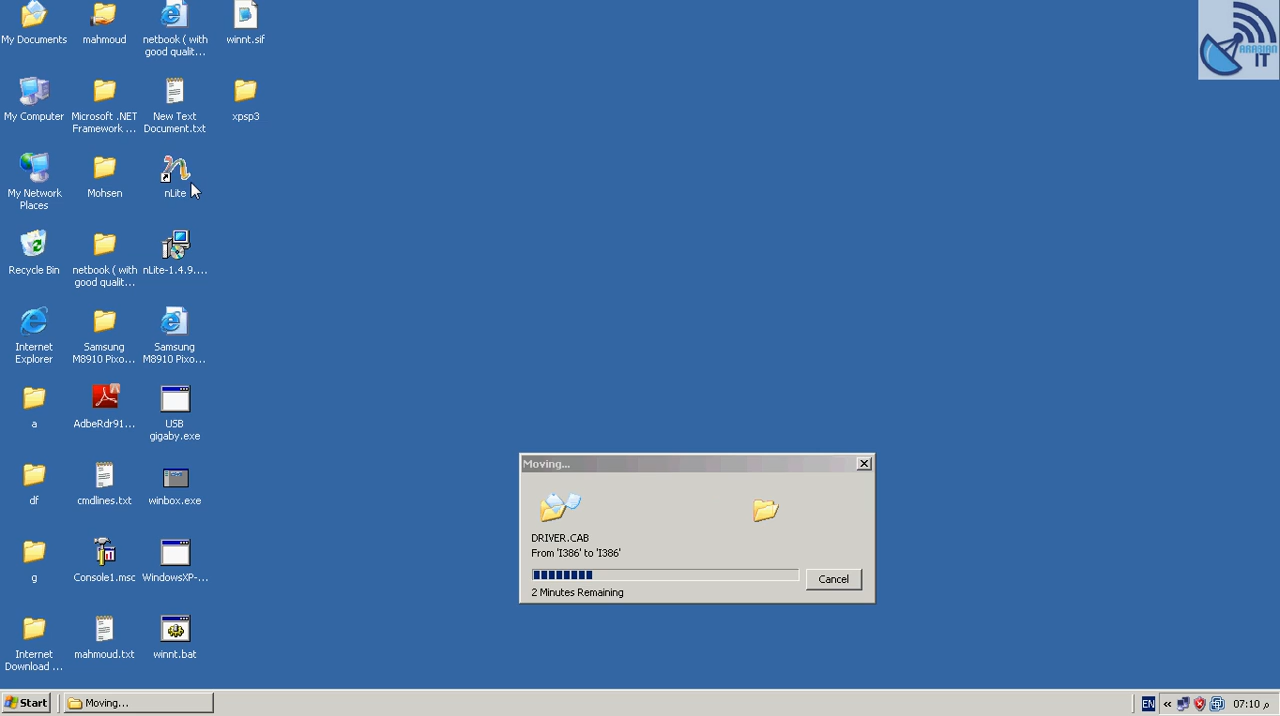 My Documents
mahmoud
netbook ( with
good qualit...
winnt.sif
ARABIAN
IT
My Computer
Microsoft .NET
Framework ...
New Text
Document.txt
xpsp3
My Network
Places
Mohsen
nLite
Recycle Bin
netbook ( with
good qualit...
nLite-1.4.9....
Internet
Explorer
Samsung
M8910 Pixo...
Samsung
M8910 Pixo...
a
AdbeRdr91...
USB
gigaby.exe
df
cmdlines.txt
winbox.exe
g
Console1.msc
WindowsXP-...
Internet
Download ...
mahmoud.txt
winnt.bat
Moving...
DRIVER.CAB
From 'I386' to 'I386'
Cancel
2 Minutes Remaining
Start
Moving...
EN
«
07:10 م